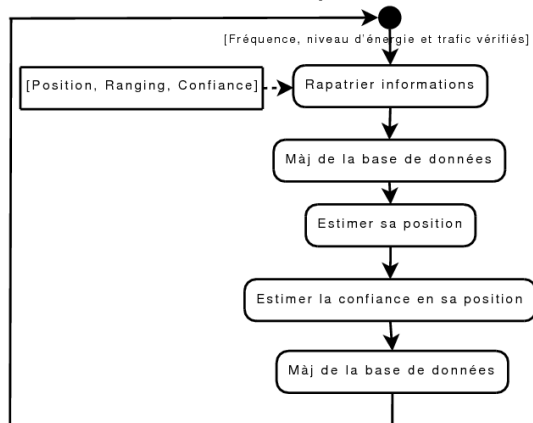 [Fréquence, niveau d'énergie et trafic vérifiés]
[Position, Ranging, Confiance]
Rapatrier informations
Màj de la base de données
Estimer sa position
Estimer la confiance en sa position
Màj de la base de données